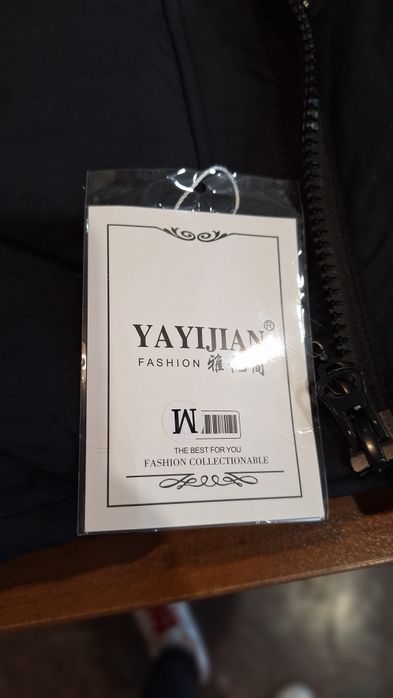 YAYIJIAN®
FASHION 雅
M
THE BEST FOR YOU
FASHION COLLECTIONABLE